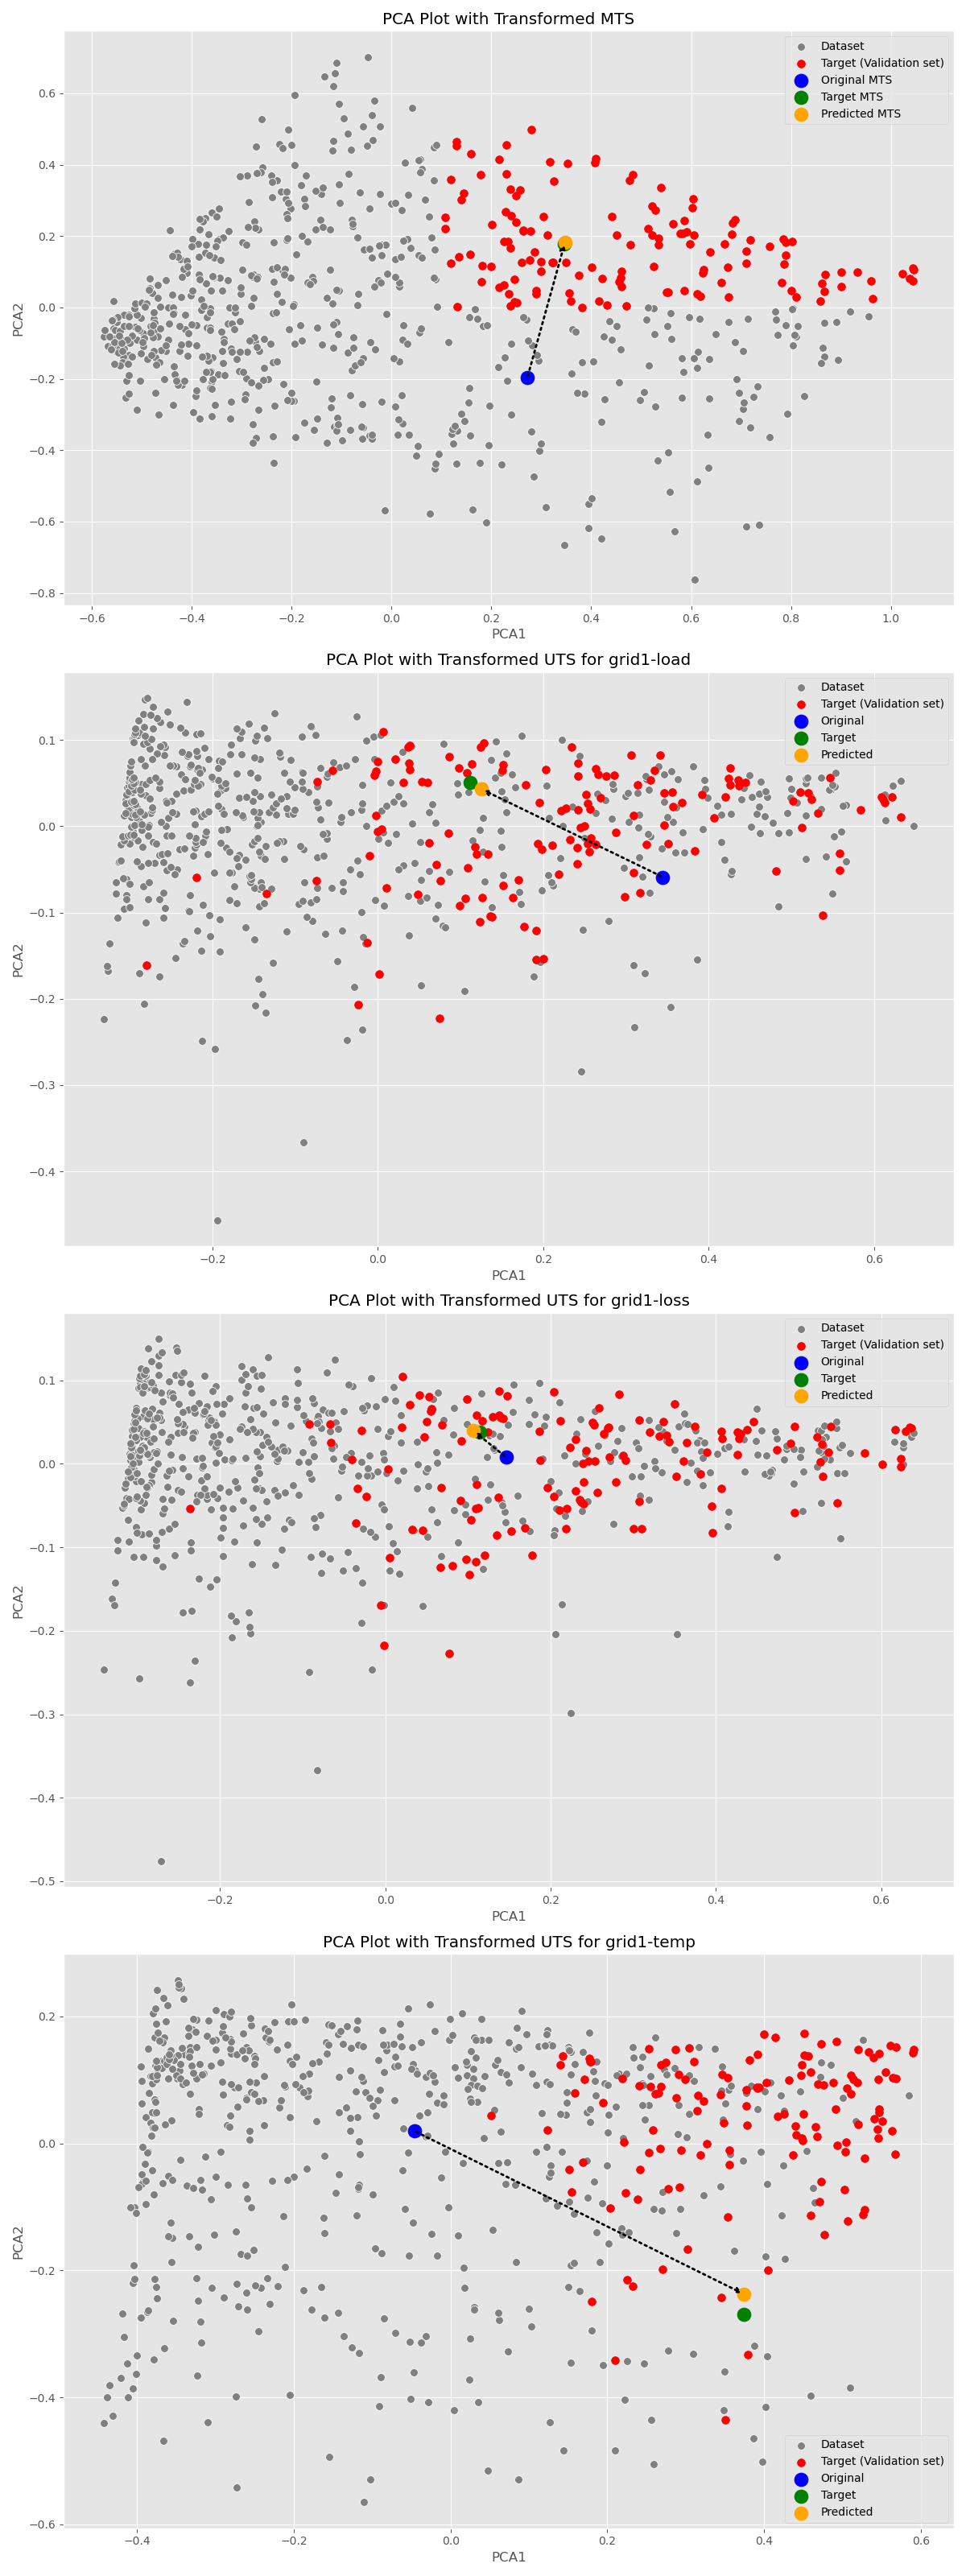 PCA Plot with Transformed MTS
Dataset
Target (Validation set)
Original MTS
Target MTS
Predicted MTS
0.6
0.4
0.2
0.0
−0.2
−0.4
−0.6
−0.8
PCA2
−0.6
−0.4
−0.2
0.0
0.2
0.4
0.6
0.8
1.0
PCA1
PCA Plot with Transformed UTS for grid1-load
Dataset
Target (Validation set)
Original
Target
Predicted
0.1
0.0
−0.1
−0.2
−0.3
−0.4
PCA2
−0.2
0.0
0.2
0.4
0.6
PCA1
PCA Plot with Transformed UTS for grid1-loss
Dataset
Target (Validation set)
Original
Target
Predicted
0.1
0.0
−0.1
−0.2
−0.3
−0.4
−0.5
PCA2
−0.2
0.0
0.2
0.4
0.6
PCA1
PCA Plot with Transformed UTS for grid1-temp
0.2
0.0
−0.2
−0.4
−0.6
PCA2
Dataset
Target (Validation set)
Original
Target
Predicted
−0.4
−0.2
0.0
0.2
0.4
0.6
PCA1